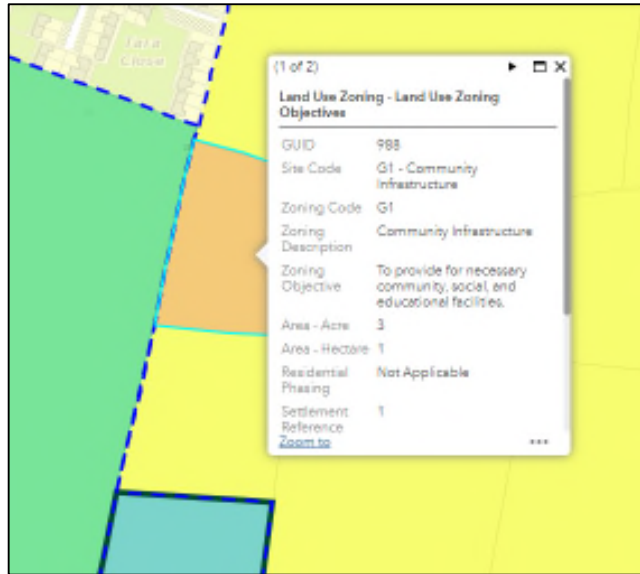 Tara
Close
(1 of 2)
Land Use Zoning - Land Use Zoning
Objectives
GUID 988
Site Code G1 - Community
Infrastructure
Zoning Code G1
Zoning Community Infrastructure
Description
Zoning To provide for necessary
Objective community, social, and
educational facilities.
Area - Acre 3
Area - Hectare 1
Residential Not Applicable
Phasing
Settlement 1
Reference
Zoom to